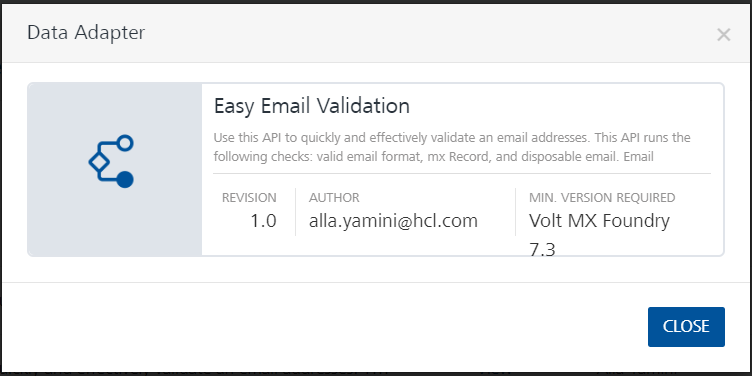 Data Adapter
Easy Email Validation
Use this API to quickly and effectively validate an email addresses. This API runs the
following checks: valid email format, mx Record, and disposable email. Email
REVISION
1.0
AUTHOR
alla.yamini@hcl.com
MIN. VERSION REQUIRED
Volt MX Foundry
7.3
CLOSE